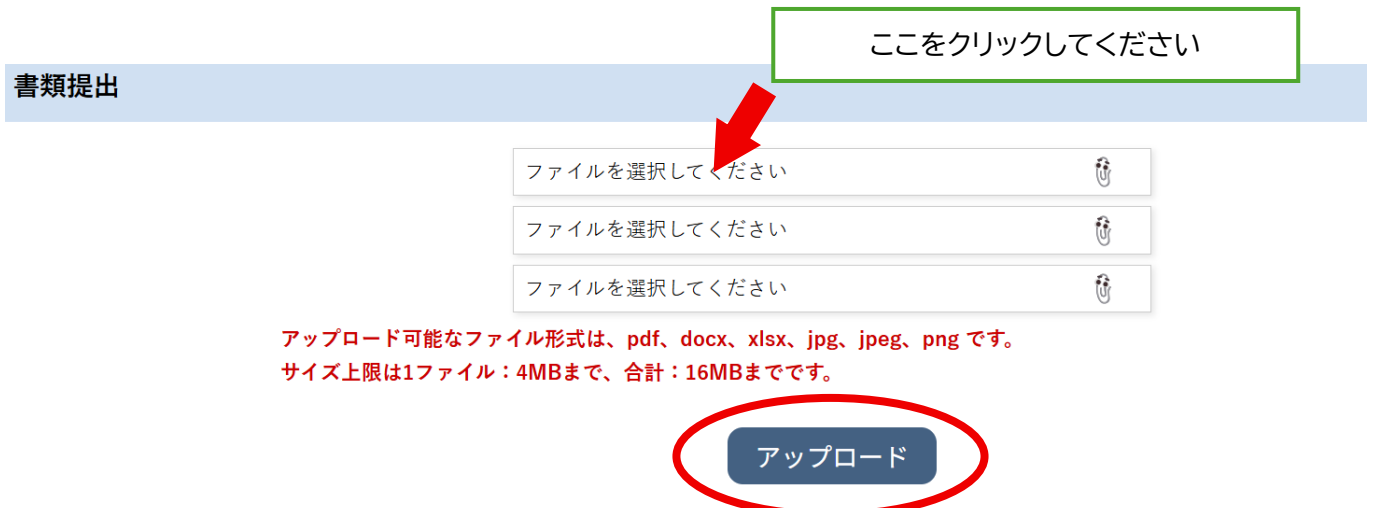 ここをクリックしてください
書類提出
ファイルを選択してください
ファイルを選択してください
ファイルを選択してください
アップロード可能なファイル形式は、pdf、docx、xlsx、jpg、jpeg、png です。
サイズ上限は1ファイル：4MBまで、合計：16MBまでです。
アップロード